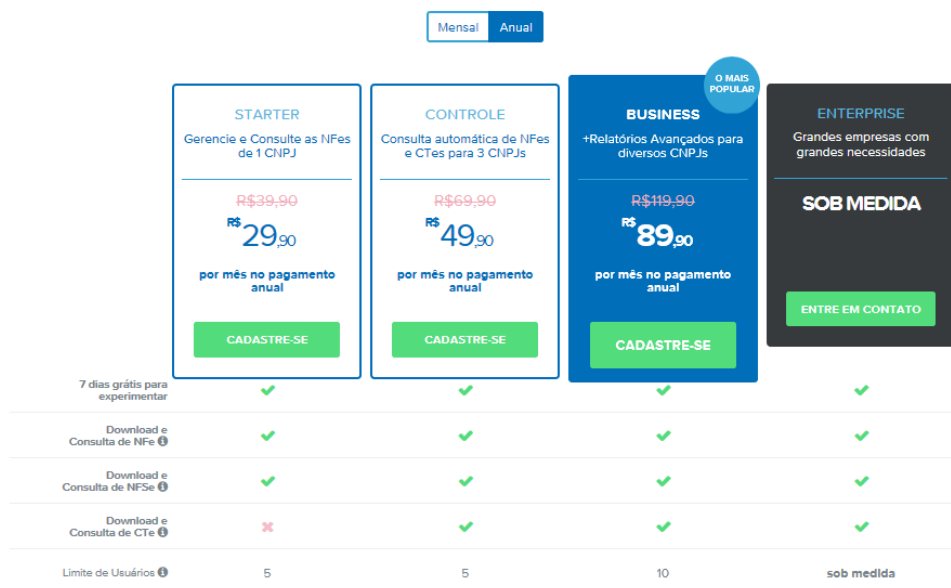 Mensal Anual
O MAIS
POPULAR
STARTER
Gerencie e Consulte as NFes
de 1 CNPJ
R$39,90
R$29,90
por mês no pagamento
anual
CADASTRE-SE
CONTROLE
Consulta automática de NFes
e CTes para 3 CNPJs
R$69,90
R$49,90
por mês no pagamento
anual
CADASTRE-SE
BUSINESS
+Relatórios Avançados para
diversos CNPJs
R$119,90
R$89,90
por mês no pagamento
anual
CADASTRE-SE
ENTERPRISE
Grandes empresas com
grandes necessidades
SOB MEDIDA
ENTRE EM CONTATO
7 dias grátis para
experimentar
Download e
Consulta de NFe
Download e
Consulta de NFSe
Download e
Consulta de CTe
Limite de Usuários 5 5 10 sob medida